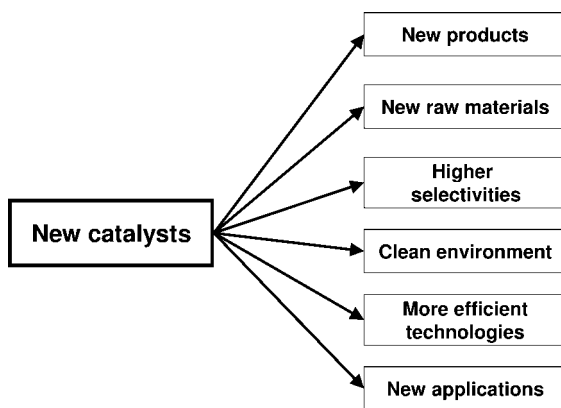 New products
New raw materials
Higher
selectivities
New catalysts
Clean environment
More efficient
technologies
New applications